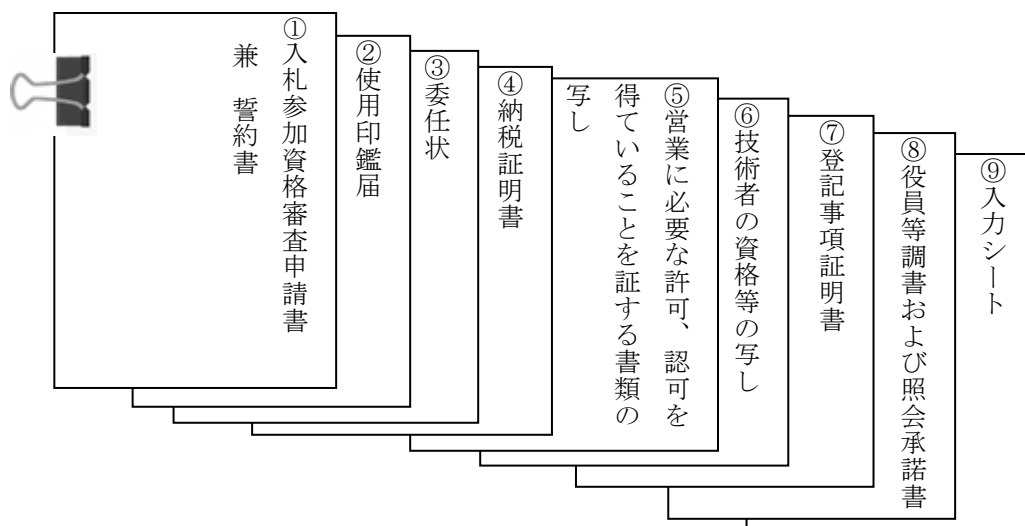 ①入札参加資格審査申請書
兼　誓約書
②使用印鑑届
③委任状
④納税証明書
⑤営業に必要な許可、認可を
得ていることを証する書類の
写し
⑥技術者の資格等の写し
⑦登記事項証明書
⑧役員等調書および照会承諾書
⑨入力シート